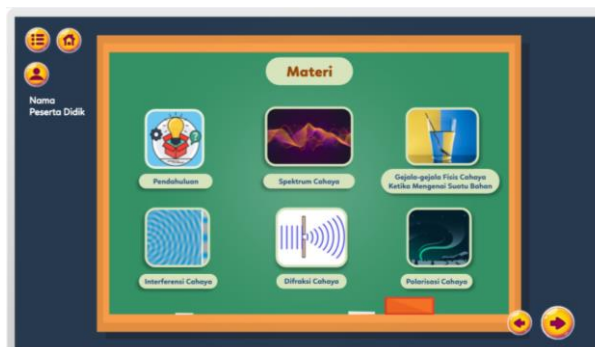 Materi
Nama
Peserta Didik
Pendahuluan
Spektrum Cahaya
Gejala-gejala Fisis Cahaya
Ketika Mengenai Suatu Bahan
Interferensi Cahaya
Difraksi Cahaya
Polarisasi Cahaya